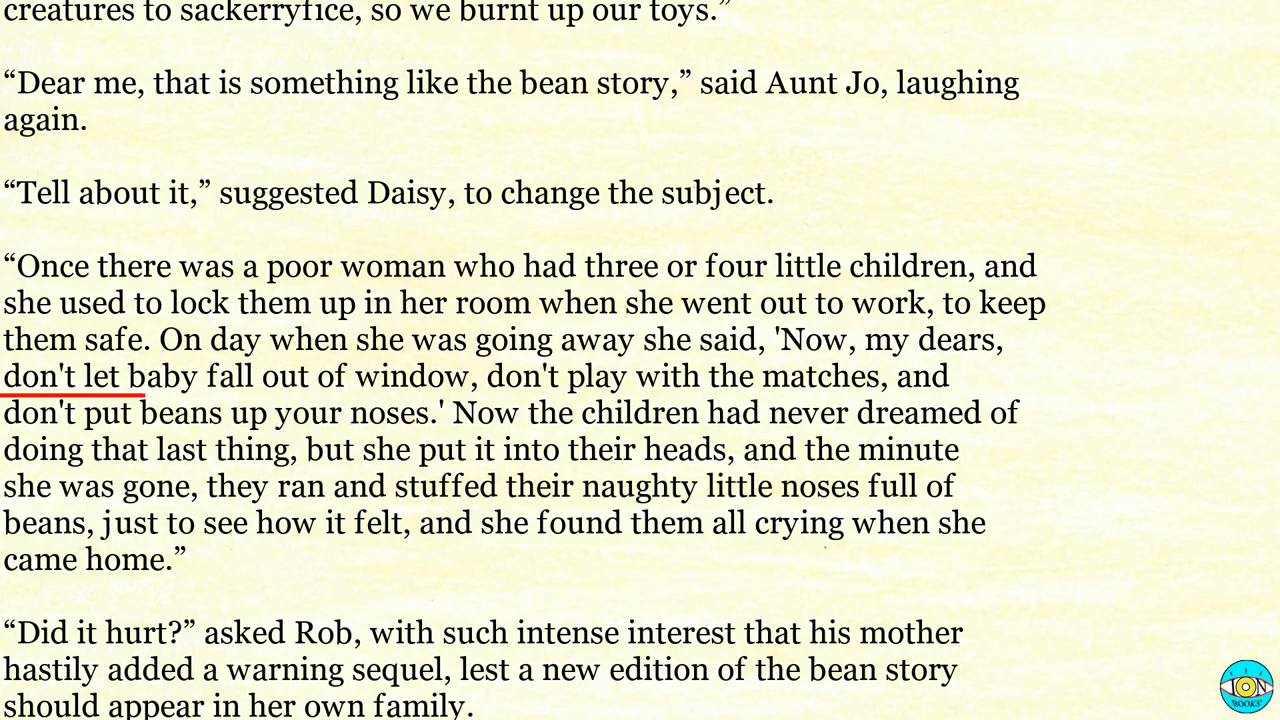 creatures to sackerryfice, so we burnt up our toys.”
“Dear me, that is something like the bean story,” said Aunt Jo, laughing
again.
“Tell about it,” suggested Daisy, to change the subject.
“Once there was a poor woman who had three or four little children, and
she used to lock them up in her room when she went out to work, to keep
them safe. On day when she was going away she said, 'Now, my dears,
don't let baby fall out of window, don't play with the matches, and
don't put beans up your noses.' Now the children had never dreamed of
doing that last thing, but she put it into their heads, and the minute
she was gone, they ran and stuffed their naughty little noses full of
beans, just to see how it felt, and she found them all crying when she
came home.”
“Did it hurt?” asked Rob, with such intense interest that his mother
hastily added a warning sequel, lest a new edition of the bean story
should appear in her own family.
ION
BOOKS